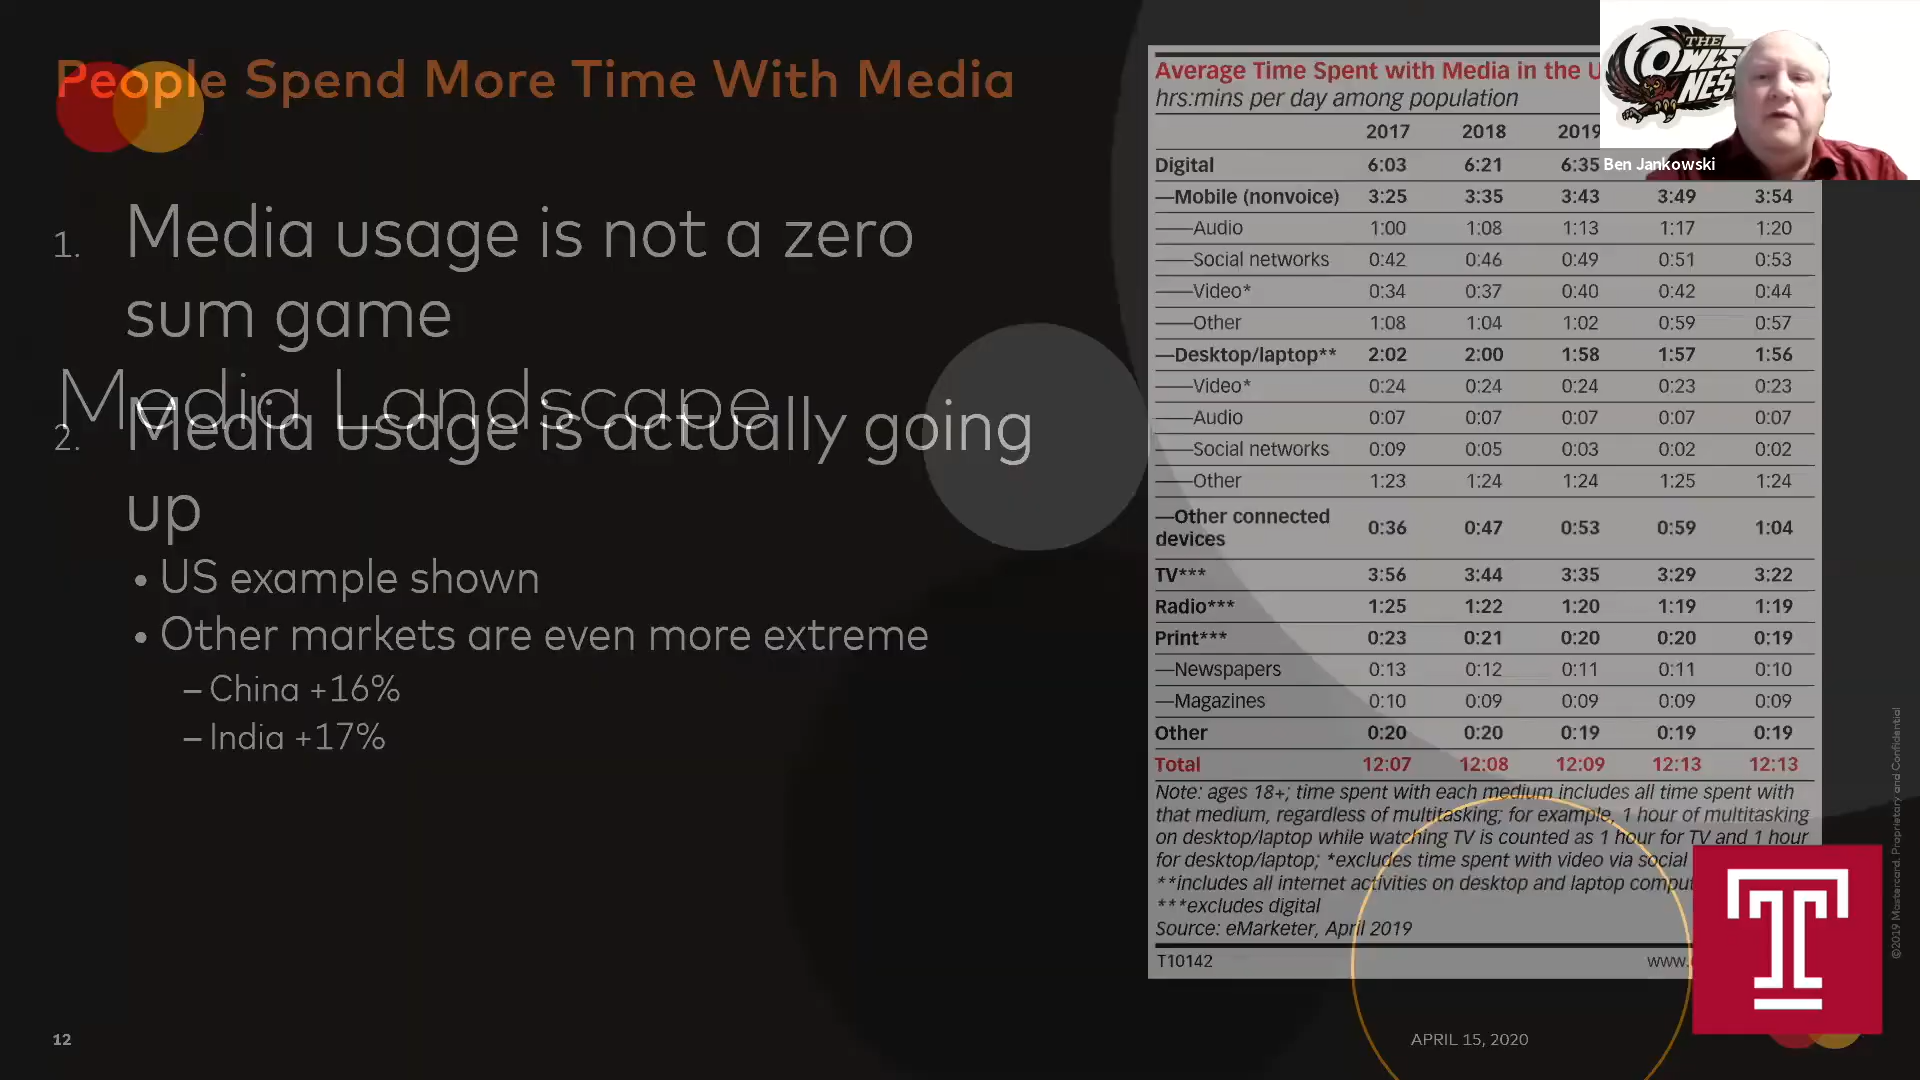 People Spend More Time With Media
1. Media usage is not a zero
sum game
Media Landscape
2. Media usage is actually going
up
• US example shown
• Other markets are even more extreme
– China +16%
– India +17%
12
APRIL 15, 2020
Average Time Spent with Media in the U
hrs:mins per day among population
2017 2018 2019
Digital 6:03 6:21 6:35
—Mobile (nonvoice) 3:25 3:35 3:43 3:49 3:54
——Audio 1:00 1:08 1:13 1:17 1:20
——Social networks 0:42 0:46 0:49 0:51 0:53
——Video* 0:34 0:37 0:40 0:42 0:44
——Other 1:08 1:04 1:02 0:59 0:57
—Desktop/laptop** 2:02 2:00 1:58 1:57 1:56
——Video* 0:24 0:24 0:24 0:23 0:23
——Audio 0:07 0:07 0:07 0:07 0:07
——Social networks 0:09 0:05 0:03 0:02 0:02
——Other 1:23 1:24 1:24 1:25 1:24
—Other connected
devices 0:36 0:47 0:53 0:59 1:04
TV*** 3:56 3:44 3:35 3:29 3:22
Radio*** 1:25 1:22 1:20 1:19 1:19
Print*** 0:23 0:21 0:20 0:20 0:19
—Newspapers 0:13 0:12 0:11 0:11 0:10
—Magazines 0:10 0:09 0:09 0:09 0:09
Other 0:20 0:20 0:19 0:19 0:19
Total 12:07 12:08 12:09 12:13 12:13
Note: ages 18+; time spent with each medium includes all time spent with
that medium, regardless of multitasking; for example, 1 hour of multitasking
on desktop/laptop while watching TV is counted as 1 hour for TV and 1 hour
for desktop/laptop; *excludes time spent with video via social
**includes all internet activities on desktop and laptop comput
***excludes digital
Source: eMarketer, April 2019
T10142 www.
THE
OWL'S
NES
Ben Jankowski
©2019 Mastercard. Proprietary and Confidential
T